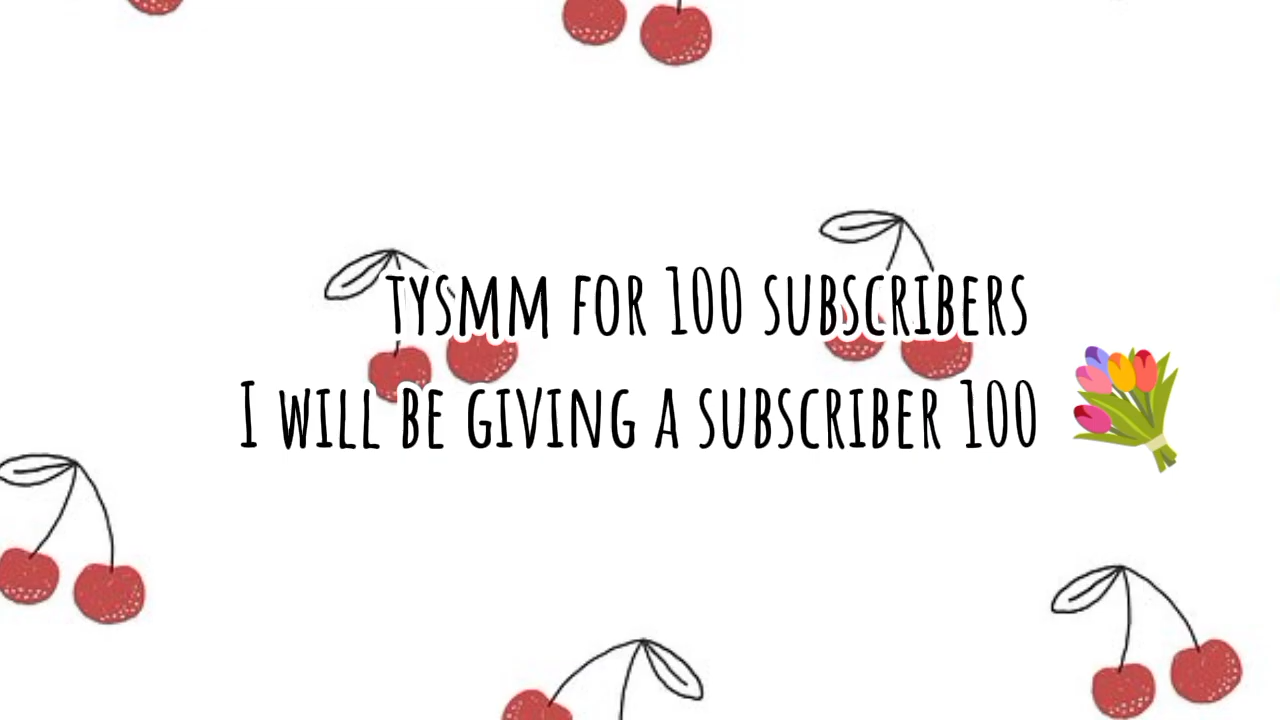 TYSMM FOR 100 SUBSCRIBERS
I WILL BE GIVING A SUBSCRIBER 100 💐